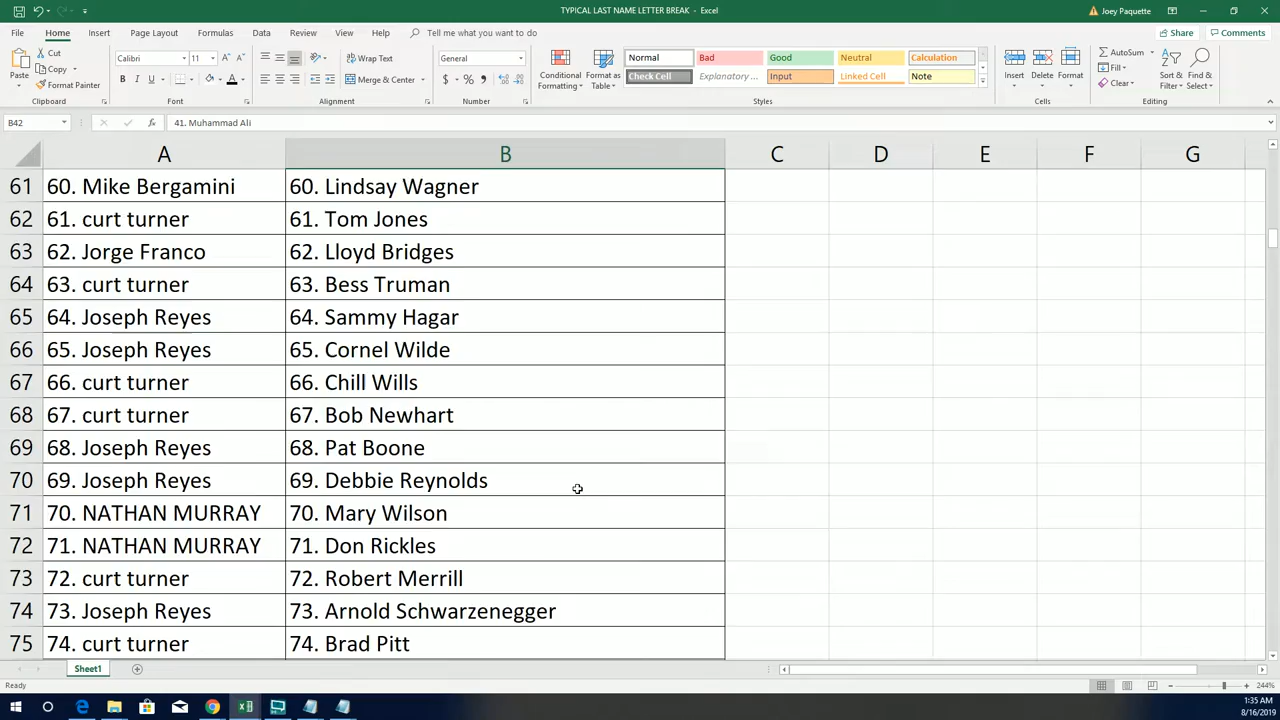 TYPICAL LAST NAME LETTER BREAK - Excel
Joey Paquette
File Home Insert Page Layout Formulas Data Review View Help Tell me what you want to do
Share Comments
Paste
Cut
Copy
Format Painter
Clipboard
Calibri 11
B I U
Font
Wrap Text
Merge & Center
Alignment
General
$ % ,
Number
Conditional Formatting
Format as Table
Normal Bad Good Neutral Calculation
Check Cell Explanatory ... Input Linked Cell Note
Styles
Insert Delete Format
Cells
AutoSum
Fill
Clear
Sort & Filter
Find & Select
Editing
B42 fx 41. Muhammad Ali
A B C D E F G
61 60. Mike Bergamini 60. Lindsay Wagner
62 61. curt turner 61. Tom Jones
63 62. Jorge Franco 62. Lloyd Bridges
64 63. curt turner 63. Bess Truman
65 64. Joseph Reyes 64. Sammy Hagar
66 65. Joseph Reyes 65. Cornel Wilde
67 66. curt turner 66. Chill Wills
68 67. curt turner 67. Bob Newhart
69 68. Joseph Reyes 68. Pat Boone
70 69. Joseph Reyes 69. Debbie Reynolds
71 70. NATHAN MURRAY 70. Mary Wilson
72 71. NATHAN MURRAY 71. Don Rickles
73 72. curt turner 72. Robert Merrill
74 73. Joseph Reyes 73. Arnold Schwarzenegger
75 74. curt turner 74. Brad Pitt
Sheet1
Ready
244%
1:35 AM
8/16/2019